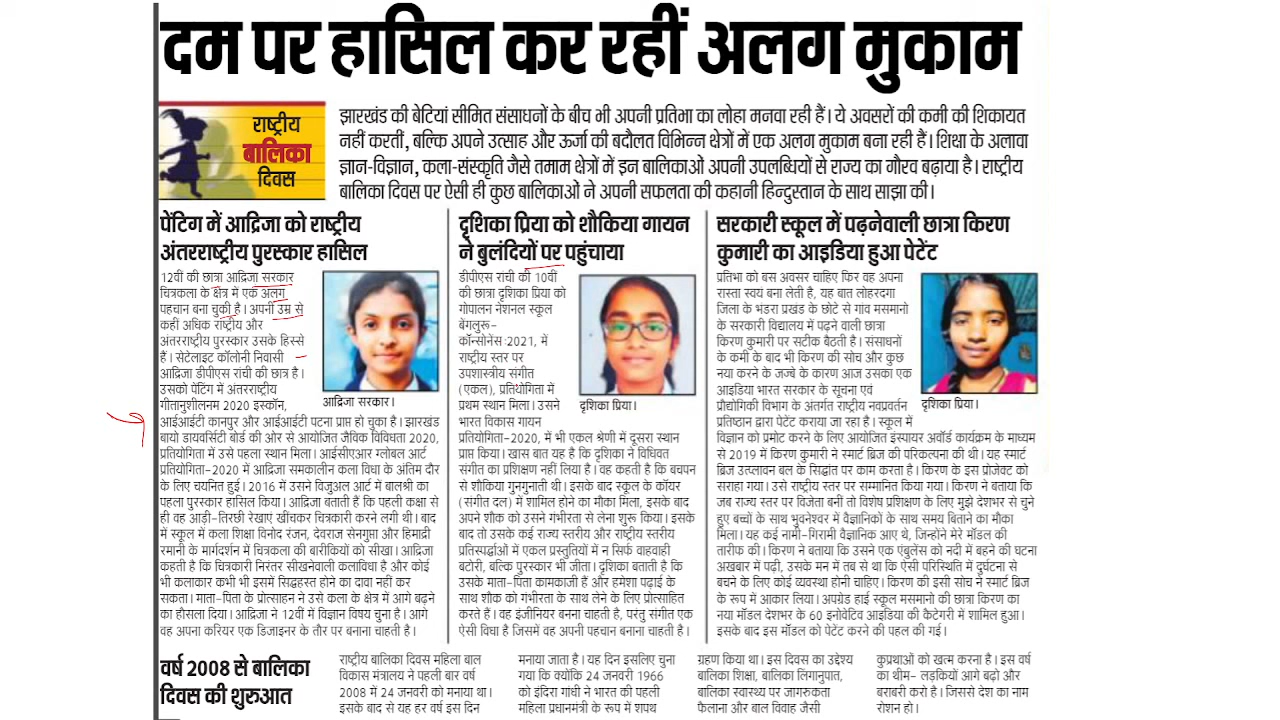 दम पर हासिल कर रहीं अलग मुकाम
राष्ट्रीय
बालिका
दिवस
झारखंड की बेटियां सीमित संसाधनों के बीच भी अपनी प्रतिभा का लोहा मनवा रही हैं। ये अवसरों की कमी की शिकायत
नहीं करतीं, बल्कि अपने उत्साह और ऊर्जा की बदौलत विभिन्न क्षेत्रों में एक अलग मुकाम बना रही हैं। शिक्षा के अलावा
ज्ञान-विज्ञान, कला-संस्कृति जैसे तमाम क्षेत्रों में इन बालिकाओं अपनी उपलब्धियों से राज्य का गौरव बढ़ाया है। राष्ट्रीय
बालिका दिवस पर ऐसी ही कुछ बालिकाओं ने अपनी सफलता की कहानी हिन्दुस्तान के साथ साझा की।
पेंटिग में आद्रिजा को राष्ट्रीय
अंतरराष्ट्रीय पुरस्कार हासिल
12वीं की छात्रा आद्रिजा सरकार
चित्रकला के क्षेत्र में एक अलग
पहचान बना चुकी है। अपनी उम्र से
कहीं अधिक राष्ट्रीय और
अंतरराष्ट्रीय पुरस्कार उसके हिस्से
हैं। सेटेलाइट कॉलोनी निवासी
आद्रिजा डीपीएस रांची की छात्र है।
उसको पेंटिग में अंतरराष्ट्रीय
गीतानुशीलनम 2020 इस्कॉन,
आईआईटी कानपुर और आईआईटी पटना प्राप्त हो चुका है। झारखंड
बायो डायवर्सिटी बोर्ड की ओर से आयोजित जैविक विविधता 2020,
प्रतियोगिता में उसे पहला स्थान मिला। आईसीएआर ग्लोबल आर्ट
प्रतियोगिता-2020 में आद्रिजा समकालीन कला विधा के अंतिम दौर
के लिए चयनित हुई। 2016 में उसने विजुअल आर्ट में बालश्री का
पहला पुरस्कार हासिल किया। आद्रिजा बताती हैं कि पहली कक्षा से
ही वह आड़ी-तिरछी रेखाएं खींचकर चित्रकारी करने लगी थी। बाद
में स्कूल में कला शिक्षा विनोद रंजन, देवराज सेनगुप्ता और हिमाद्री
रमानी के मार्गदर्शन में चित्रकला की बारीकियों को सीखा। आद्रिजा
कहती है कि चित्रकारी निरंतर सीखनेवाली कलाविधा है और कोई
भी कलाकार कभी भी इसमें सिद्धहस्त होने का दावा नहीं कर
सकता। माता-पिता के प्रोत्साहन ने उसे कला के क्षेत्र में आगे बढ़ने
का हौसला दिया। आद्रिजा ने 12वीं में विज्ञान विषय चुना है। आगे
वह अपना करियर एक डिजाइनर के तौर पर बनाना चाहती है।
आद्रिजा सरकार।
दृशिका प्रिया को शौकिया गायन
ने बुलंदियों पर पहुंचाया
डीपीएस रांची की 10वीं
की छात्रा दृशिका प्रिया को
गोपालन नेशनल स्कूल
बेंगलुरू-
कॉन्सोनेंस :2021, में
राष्ट्रीय स्तर पर
उपशास्त्रीय संगीत
(एकल), प्रतियोगिता में
प्रथम स्थान मिला। उसने
भारत विकास गायन
प्रतियोगिता-2020, में भी एकल श्रेणी में दूसरा स्थान
प्राप्त किया। खास बात यह है कि दृशिका ने विधिवत
संगीत का प्रशिक्षण नहीं लिया है। वह कहती है कि बचपन
से शौकिया गुनगुनाती थी। इसके बाद स्कूल के कॉयर
(संगीत दल) में शामिल होने का मौका मिला, इसके बाद
अपने शौक को उसने गंभीरता से लेना शुरू किया। इसके
बाद तो उसके कई राज्य स्तरीय और राष्ट्रीय स्तरीय
प्रतिस्पर्द्धाओं में एकल प्रस्तुतियों में न सिर्फ वाहवाही
बटोरी, बल्कि पुरस्कार भी जीता। दृशिका बताती है कि
उसके माता-पिता कामकाजी हैं और हमेशा पढ़ाई के
साथ शौक को गंभीरता के साथ लेने के लिए प्रोत्साहित
करते हैं। वह इंजीनियर बनना चाहती है, परंतु संगीत एक
ऐसी विधा है जिसमें वह अपनी पहचान बनाना चाहती है।
दृशिका प्रिया।
सरकारी स्कूल में पढ़नेवाली छात्रा किरण
कुमारी का आइडिया हुआ पेटेंट
प्रतिभा को बस अवसर चाहिए फिर वह अपना
रास्ता स्वयं बना लेती है, यह बात लोहरदगा
जिला के भंडरा प्रखंड के छोटे से गांव मसमानो
के सरकारी विद्यालय में पढ़ने वाली छात्रा
किरण कुमारी पर सटीक बैठती है। संसाधनों
के कमी के बाद भी किरण की सोच और कुछ
नया करने के जज्बे के कारण आज उसका एक
आइडिया भारत सरकार के सूचना एवं
प्रौद्योगिकी विभाग के अंतर्गत राष्ट्रीय नवप्रवर्तन
प्रतिष्ठान द्वारा पेटेंट कराया जा रहा है। स्कूल में
विज्ञान को प्रमोट करने के लिए आयोजित इंस्पायर अवॉर्ड कार्यक्रम के माध्यम
से 2019 में किरण कुमारी ने स्मार्ट ब्रिज की परिकल्पना की थी। यह स्मार्ट
ब्रिज उत्प्लावन बल के सिद्धांत पर काम करता है। किरण के इस प्रोजेक्ट को
सराहा गया। उसे राष्ट्रीय स्तर पर सम्मानित किया गया। किरण ने बताया कि
जब राज्य स्तर पर विजेता बनीं तो विशेष प्रशिक्षण के लिए मुझे देशभर से चुने
हुए बच्चों के साथ भुवनेश्वर में वैज्ञानिकों के साथ समय बिताने का मौका
मिला। यह कई नामी-गिरामी वैज्ञानिक आए थे, जिन्होंने मेरे मॉडल की
तारीफ की। किरण ने बताया कि उसने एक एंबुलेंस को नदी में बहने की घटना
अखबार में पढ़ी, उसके मन में तब से था कि ऐसी परिस्थिति में दुर्घटना से
बचने के लिए कोई व्यवस्था होनी चाहिए। किरण की इसी सोच ने स्मार्ट ब्रिज
के रूप में आकार लिया। अपग्रेड हाई स्कूल मसमानो की छात्रा किरण का
नया मॉडल देशभर के 60 इनोवेटिव आइडिया की कैटेगरी में शामिल हुआ।
इसके बाद इस मॉडल को पेटेंट करने की पहल की गई।
दृशिका प्रिया।
वर्ष 2008 से बालिका
दिवस की शुरुआत
राष्ट्रीय बालिका दिवस महिला बाल
विकास मंत्रालय ने पहली बार वर्ष
2008 में 24 जनवरी को मनाया था।
इसके बाद से यह हर वर्ष इस दिन
मनाया जाता है। यह दिन इसलिए चुना
गया कि क्योंकि 24 जनवरी 1966
को इंदिरा गांधी ने भारत की पहली
महिला प्रधानमंत्री के रूप में शपथ
ग्रहण किया था। इस दिवस का उद्देश्य
बालिका शिक्षा, बालिका लिंगानुपात,
बालिका स्वास्थ्य पर जागरुकता
फैलाना और बाल विवाह जैसी
कुप्रथाओं को खत्म करना है। इस वर्ष
का थीम- लड़कियों आगे बढ़ो और
बराबरी करो है। जिससे देश का नाम
रोशन हो।